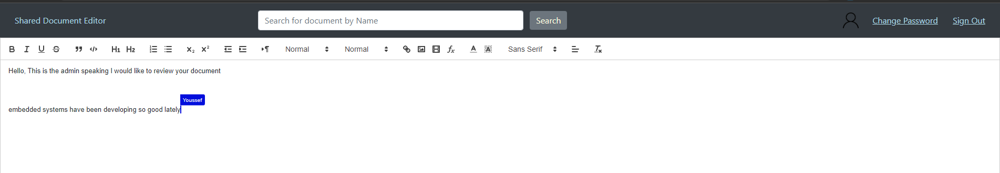 Shared Document Editor
Search for document by Name
Search
Change Password
Sign Out
B I U S H1 H2 x2 x2 Normal Normal fx A A Sans Serif Tx
Hello, This is the admin speaking I would like to review your document
Youssef
embedded systems have been developing so good lately